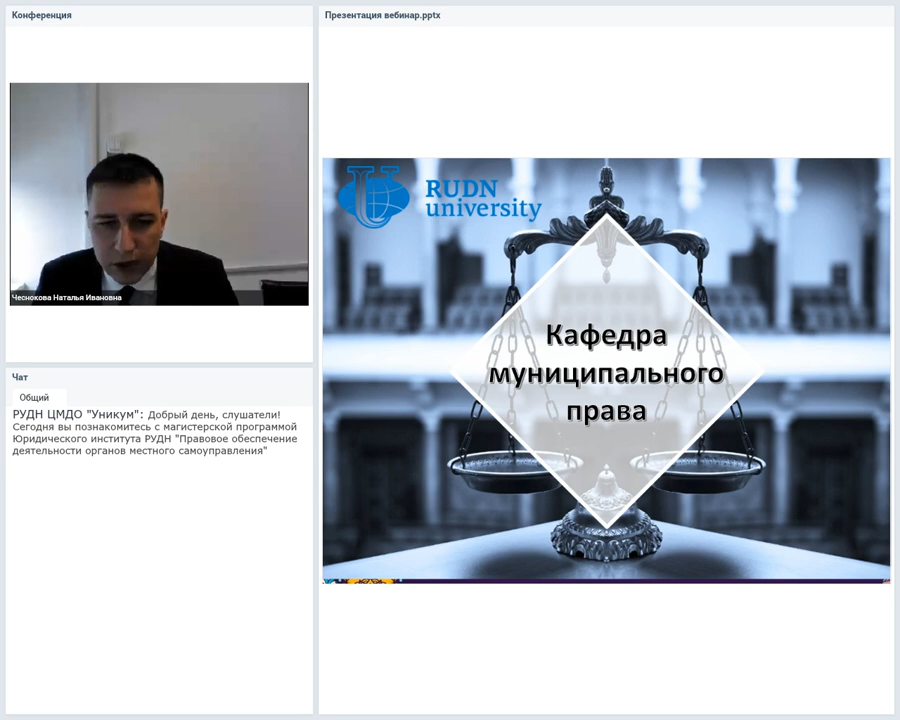 Конференция
Чеснокова Наталья Ивановна
Чат
Общий
РУДН ЦМДО "Уникум": Добрый день, слушатели!
Сегодня вы познакомитесь с магистерской программой
Юридического института РУДН "Правовое обеспечение
деятельности органов местного самоуправления"
Презентация вебинар.pptx
RUDN
university
Кафедра
муниципального
права